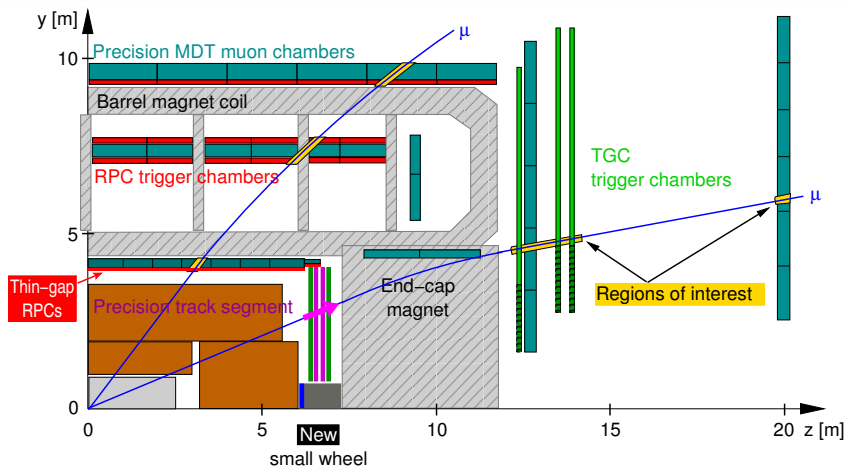 y [m]
μ
10
Precision MDT muon chambers
Barrel magnet coil
TGC
trigger chambers
RPC trigger chambers
μ
5
Thin-gap
RPCs
End-cap
magnet
Precision track segment
Regions of interest
0
0
5
10
15
20
z [m]
New
small wheel